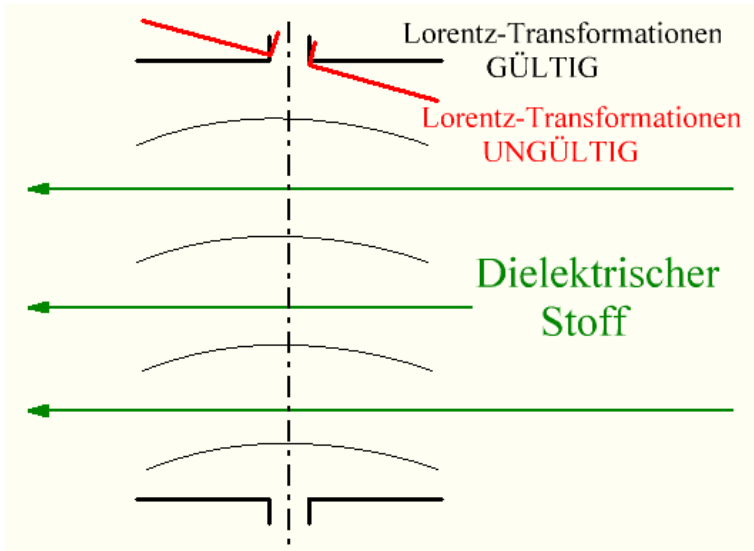 Lorentz-Transformationen
GÜLTIG
Lorentz-Transformationen
UNGÜLTIG
Dielektrischer
Stoff